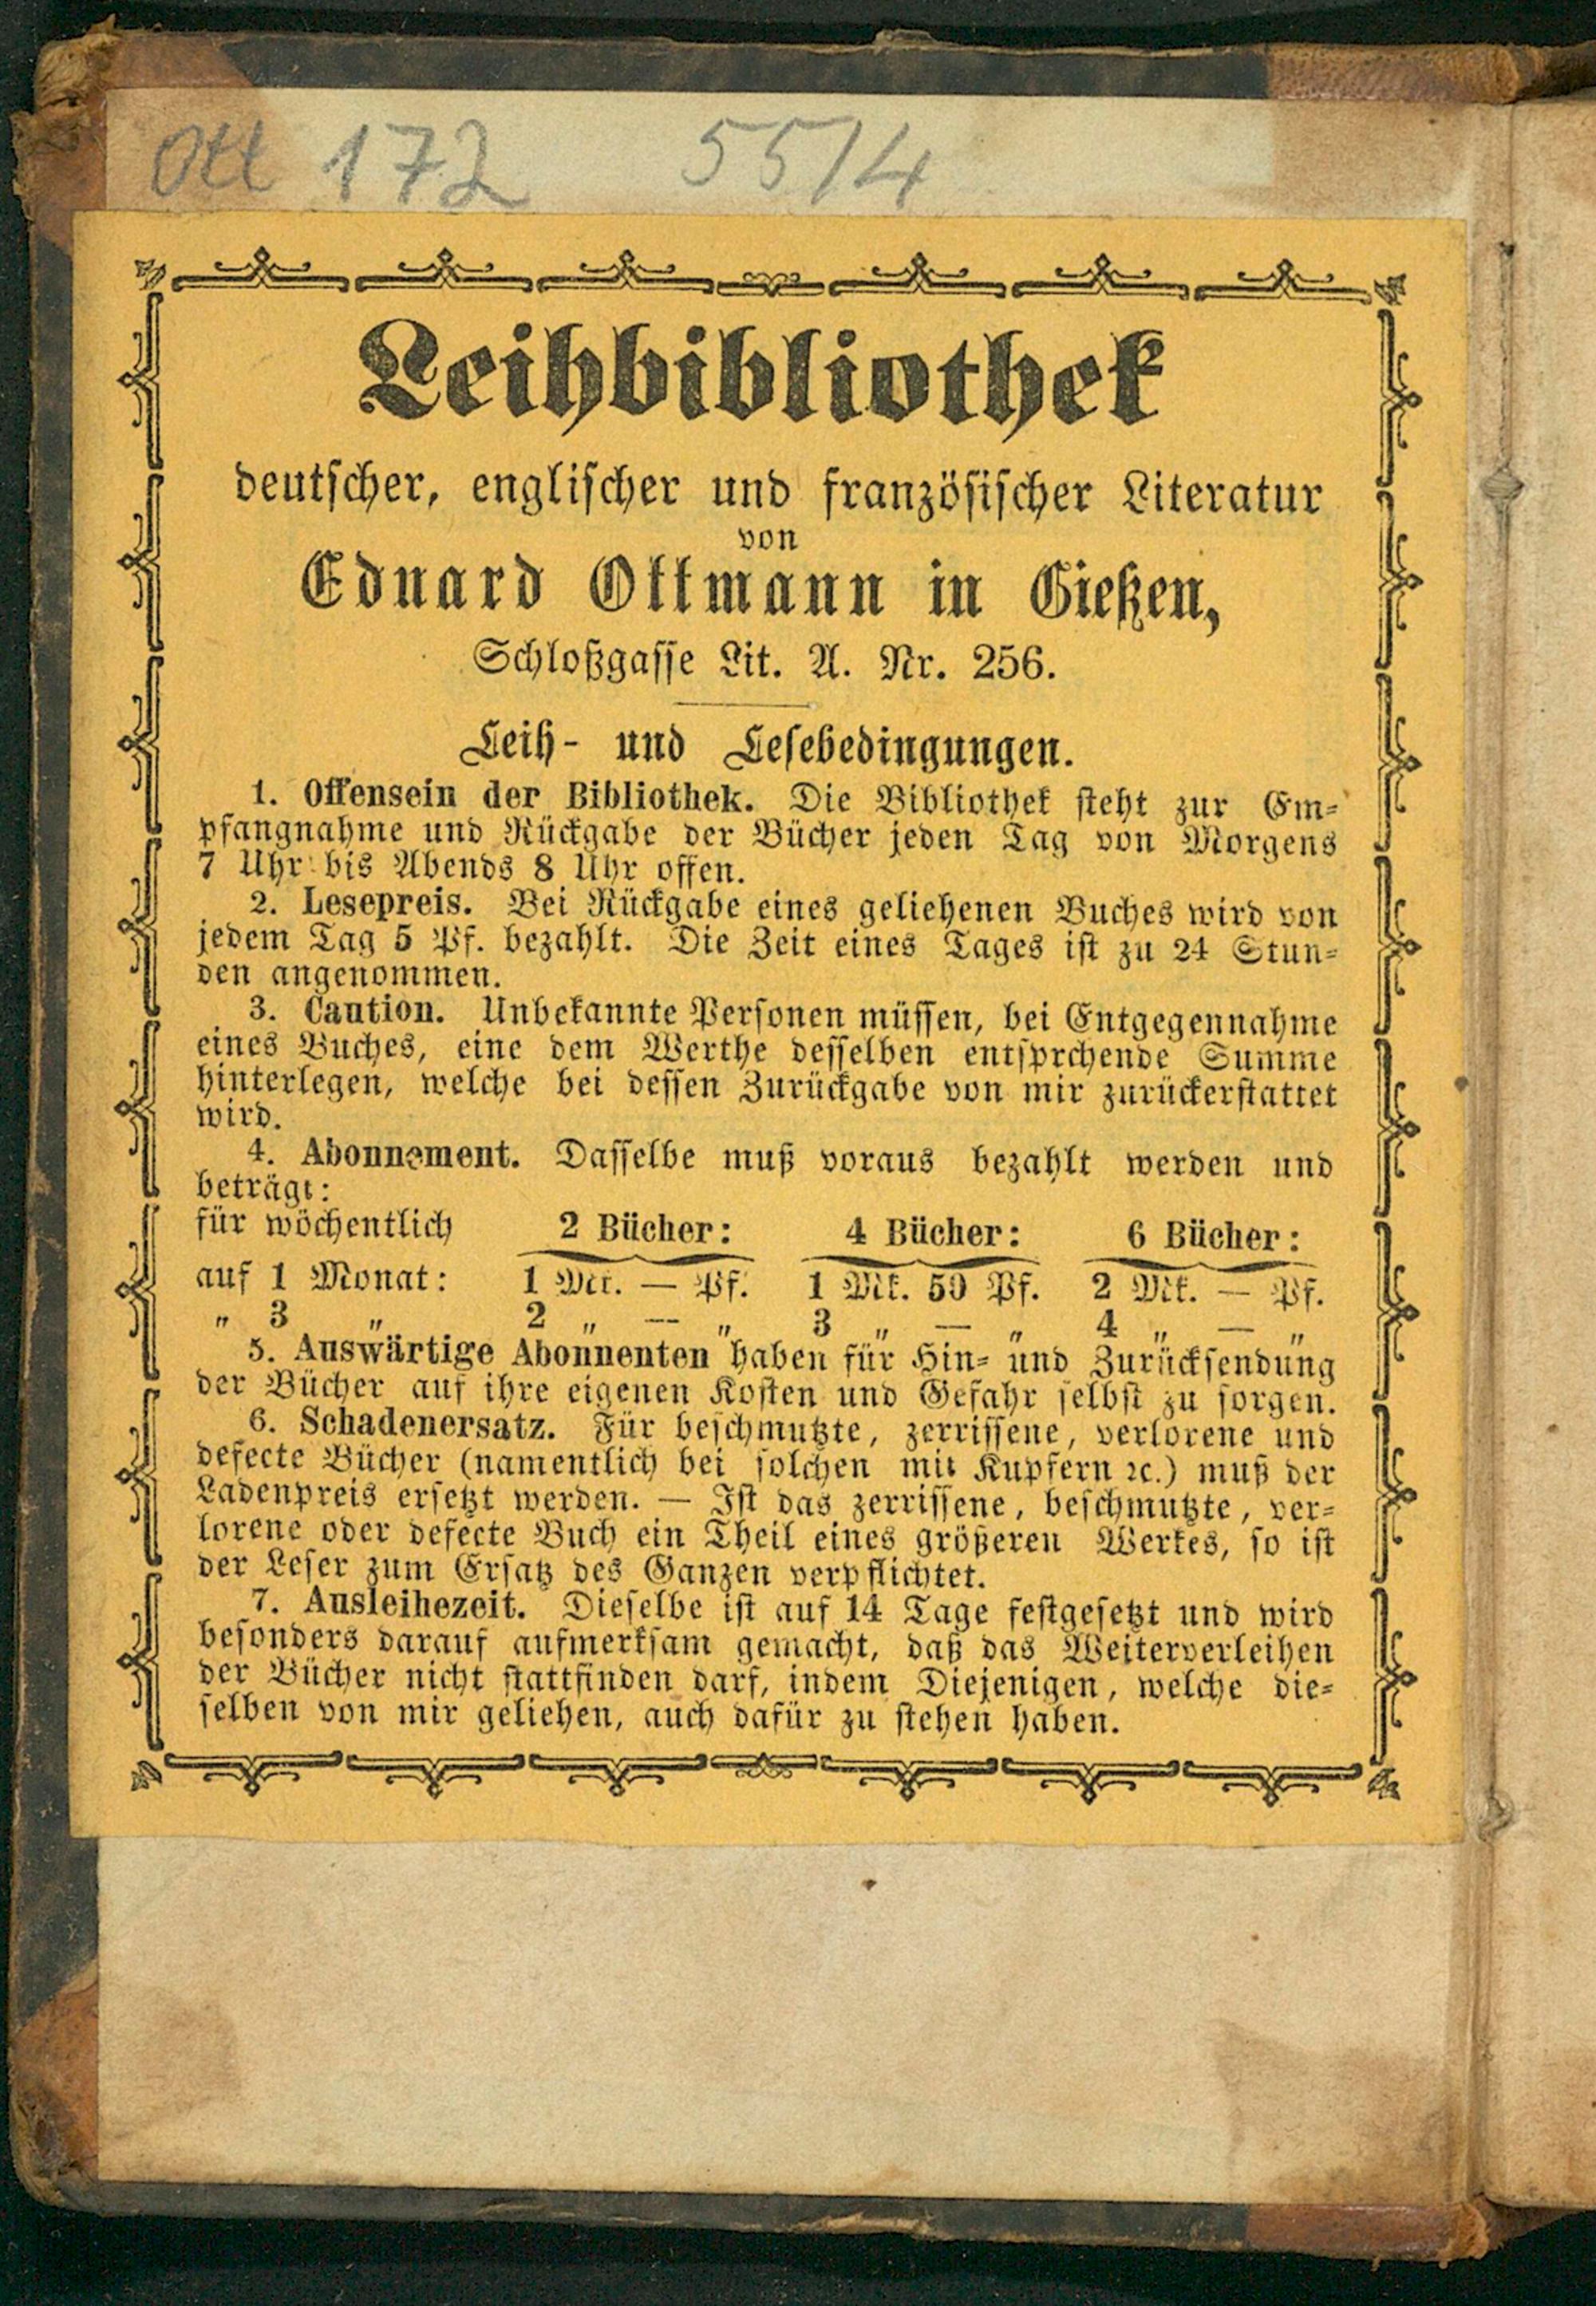 Ott 172 55/4
Leihbibliothek
deutscher, englischer und französischer Literatur
von
Eduard Ottmann in Gießen,
Schloßgasse Lit. A. Nr. 256.
Leih- und Lesebedingungen.
1. Offensein der Bibliothek. Die Bibliothek steht zur Em-
pfangnahme und Rückgabe der Bücher jeden Tag von Morgens
7 Uhr bis Abends 8 Uhr offen.
2. Lesepreis. Bei Rückgabe eines geliehenen Buches wird von
jedem Tag 5 Pf. bezahlt. Die Zeit eines Tages ist zu 24 Stun-
den angenommen.
3. Caution. Unbekannte Personen müssen, bei Entgegennahme
eines Buches, eine dem Werthe desselben entsprchende Summe
hinterlegen, welche bei dessen Zurückgabe von mir zurückerstattet
wird.
4. Abonnement. Dasselbe muß voraus bezahlt werden und
beträgt:
für wöchentlich 2 Bücher: 4 Bücher: 6 Bücher:
auf 1 Monat: 1 Mk. — Pf. 1 Mk. 50 Pf. 2 Mk. — Pf.
„ 3 „ 2 „ — „ 3 „ — „ 4 „ — „
5. Auswärtige Abonnenten haben für Hin- und Zurücksendung
der Bücher auf ihre eigenen Kosten und Gefahr selbst zu sorgen.
6. Schadenersatz. Für beschmutzte, zerrissene, verlorene und
defecte Bücher (namentlich bei solchen mit Kupfern ꝛc.) muß der
Ladenpreis ersetzt werden. — Ist das zerrissene, beschmutzte, ver-
lorene oder defecte Buch ein Theil eines größeren Werkes, so ist
der Leser zum Ersatz des Ganzen verpflichtet.
7. Ausleihezeit. Dieselbe ist auf 14 Tage festgesetzt und wird
besonders darauf aufmerksam gemacht, daß das Weiterverleihen
der Bücher nicht stattfinden darf, indem Diejenigen, welche die-
selben von mir geliehen, auch dafür zu stehen haben.